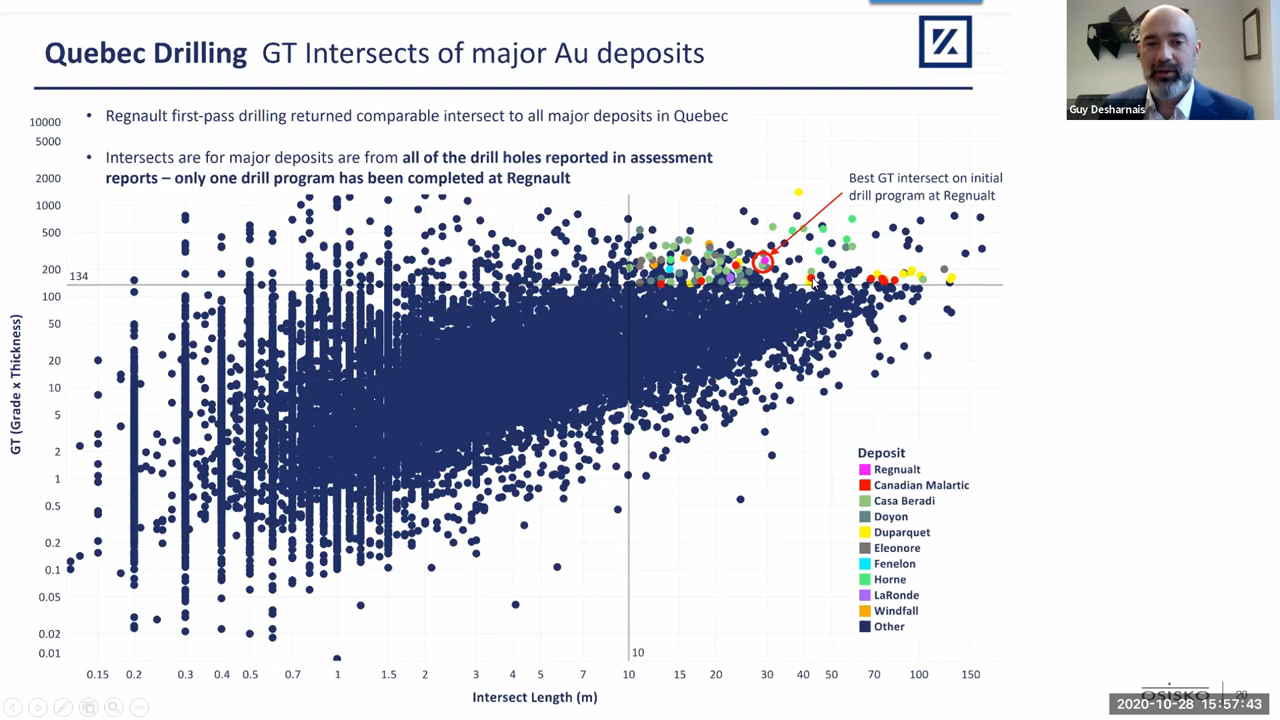 Quebec Drilling GT Intersects of major Au deposits
• Regnault first-pass drilling returned comparable intersect to all major deposits in Quebec
• Intersects are for major deposits are from all of the drill holes reported in assessment
reports – only one drill program has been completed at Regnault
Guy Desharnais
Best GT intersect on initial
drill program at Regnualt
GT (Grade x Thickness)
10000
5000
2000
1000
500
200
134
100
50
20
10
5
2
1
0.5
0.2
0.1
0.05
0.02
0.01
10
0.15 0.2 0.3 0.4 0.5 0.7 1 1.5 2 3 4 5 7 10 15 20 30 40 50 70 100 150
Intersect Length (m)
Deposit
Regnualt
Canadian Malartic
Casa Beradi
Doyon
Duparquet
Eleonore
Fenelon
Horne
LaRonde
Windfall
Other
OSISKO | 20
2020-10-28 15:57:43